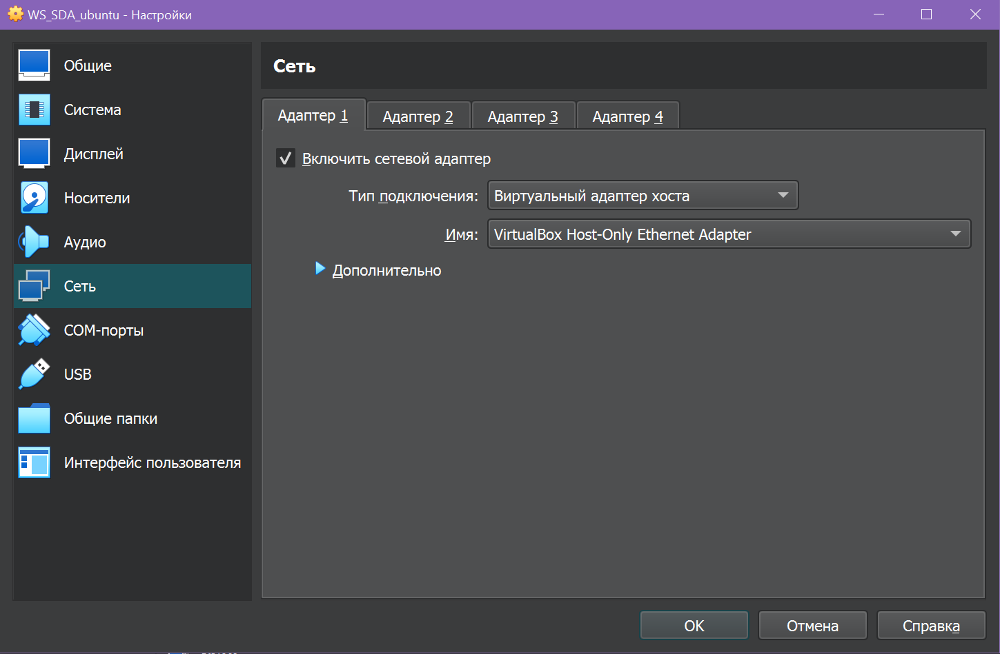 WS_SDA_ubuntu - Настройки
Общие
Система
Дисплей
Носители
Аудио
Сеть
COM-порты
USB
Общие папки
Интерфейс пользователя
Сеть
Адаптер 1
Адаптер 2
Адаптер 3
Адаптер 4
Включить сетевой адаптер
Тип подключения: Виртуальный адаптер хоста
Имя: VirtualBox Host-Only Ethernet Adapter
Дополнительно
OK
Отмена
Справка